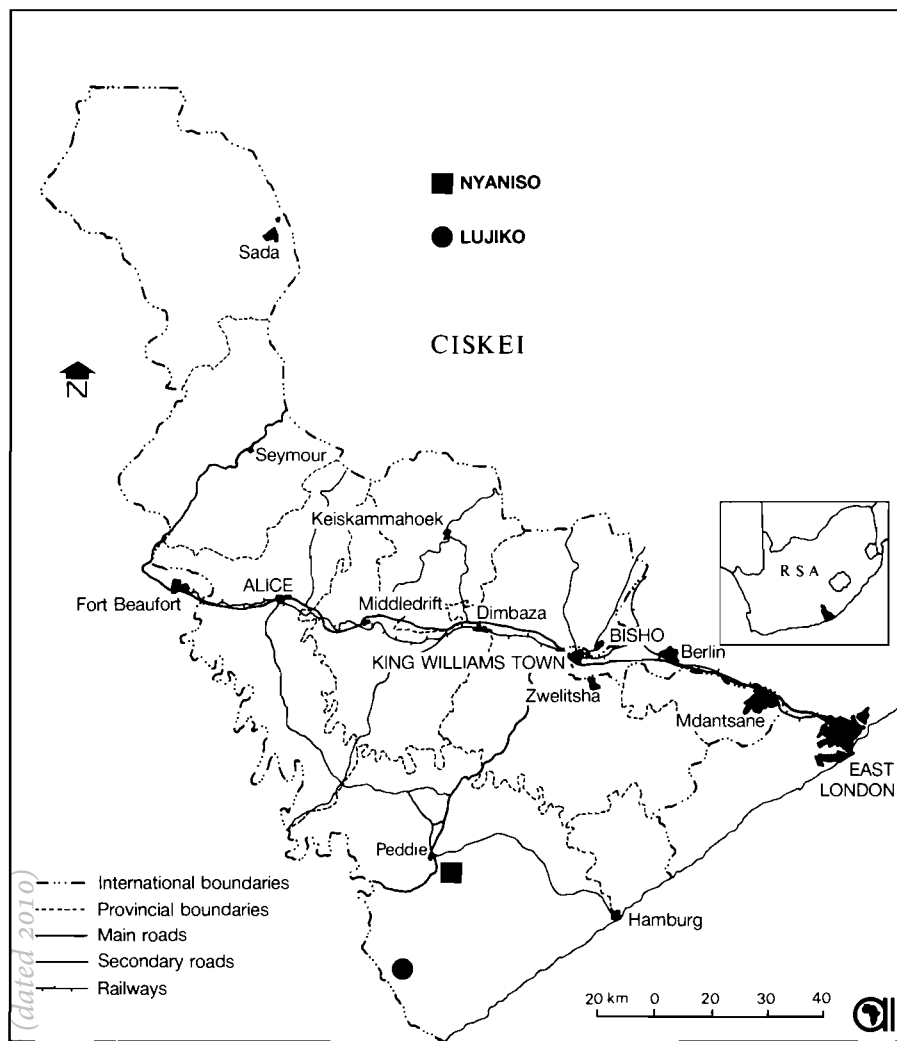 NYANISO
LUJIKO
Sada
CISKEI
N
Seymour
Keiskammahoek
RSA
ALICE
Fort Beaufort
Middledrift
Dimbaza
BISHO
KING WILLIAMS TOWN
Berlin
Zwelitsha
Mdantsane
EAST
LONDON
Peddie
Hamburg
International boundaries
Provincial boundaries
Main roads
Secondary roads
Railways
20 km 0 20 30 40
(dated 2010)
ai